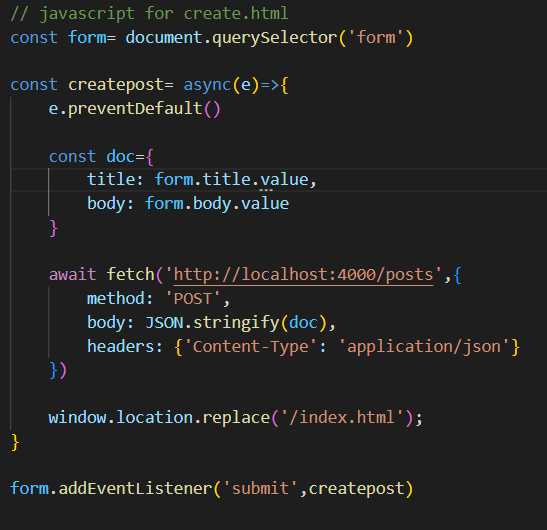 // javascript for create.html
const form= document.querySelector('form')
const createpost= async(e)=>{
e.preventDefault()
const doc={
title: form.title.value,
body: form.body.value
}
await fetch('http://localhost:4000/posts',{
method: 'POST',
body: JSON.stringify(doc),
headers: {'Content-Type': 'application/json'}
})
window.location.replace('/index.html');
}
form.addEventListener('submit',createpost)